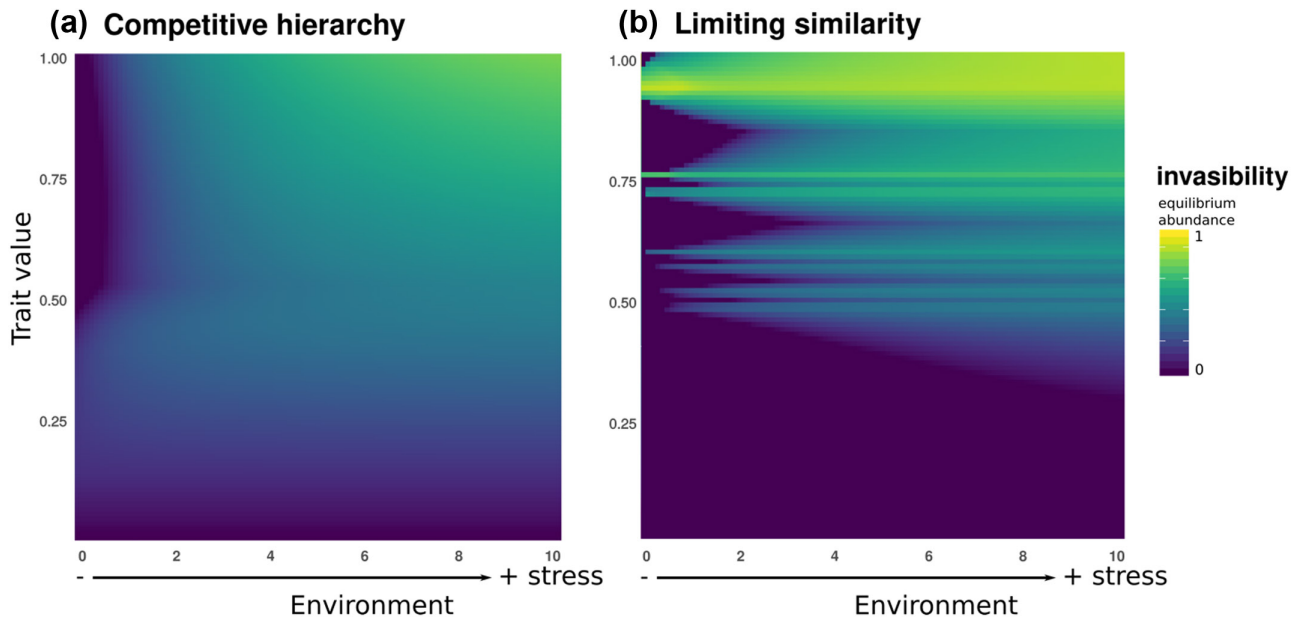 (a) Competitive hierarchy
1.00
0.75
0.50
0.25
Trait value
0 2 4 6 8 10
- + stress
Environment
(b) Limiting similarity
1.00
0.75
0.50
0.25
0 2 4 6 8 10
- + stress
Environment
invasibility
equilibrium
abundance
1
0